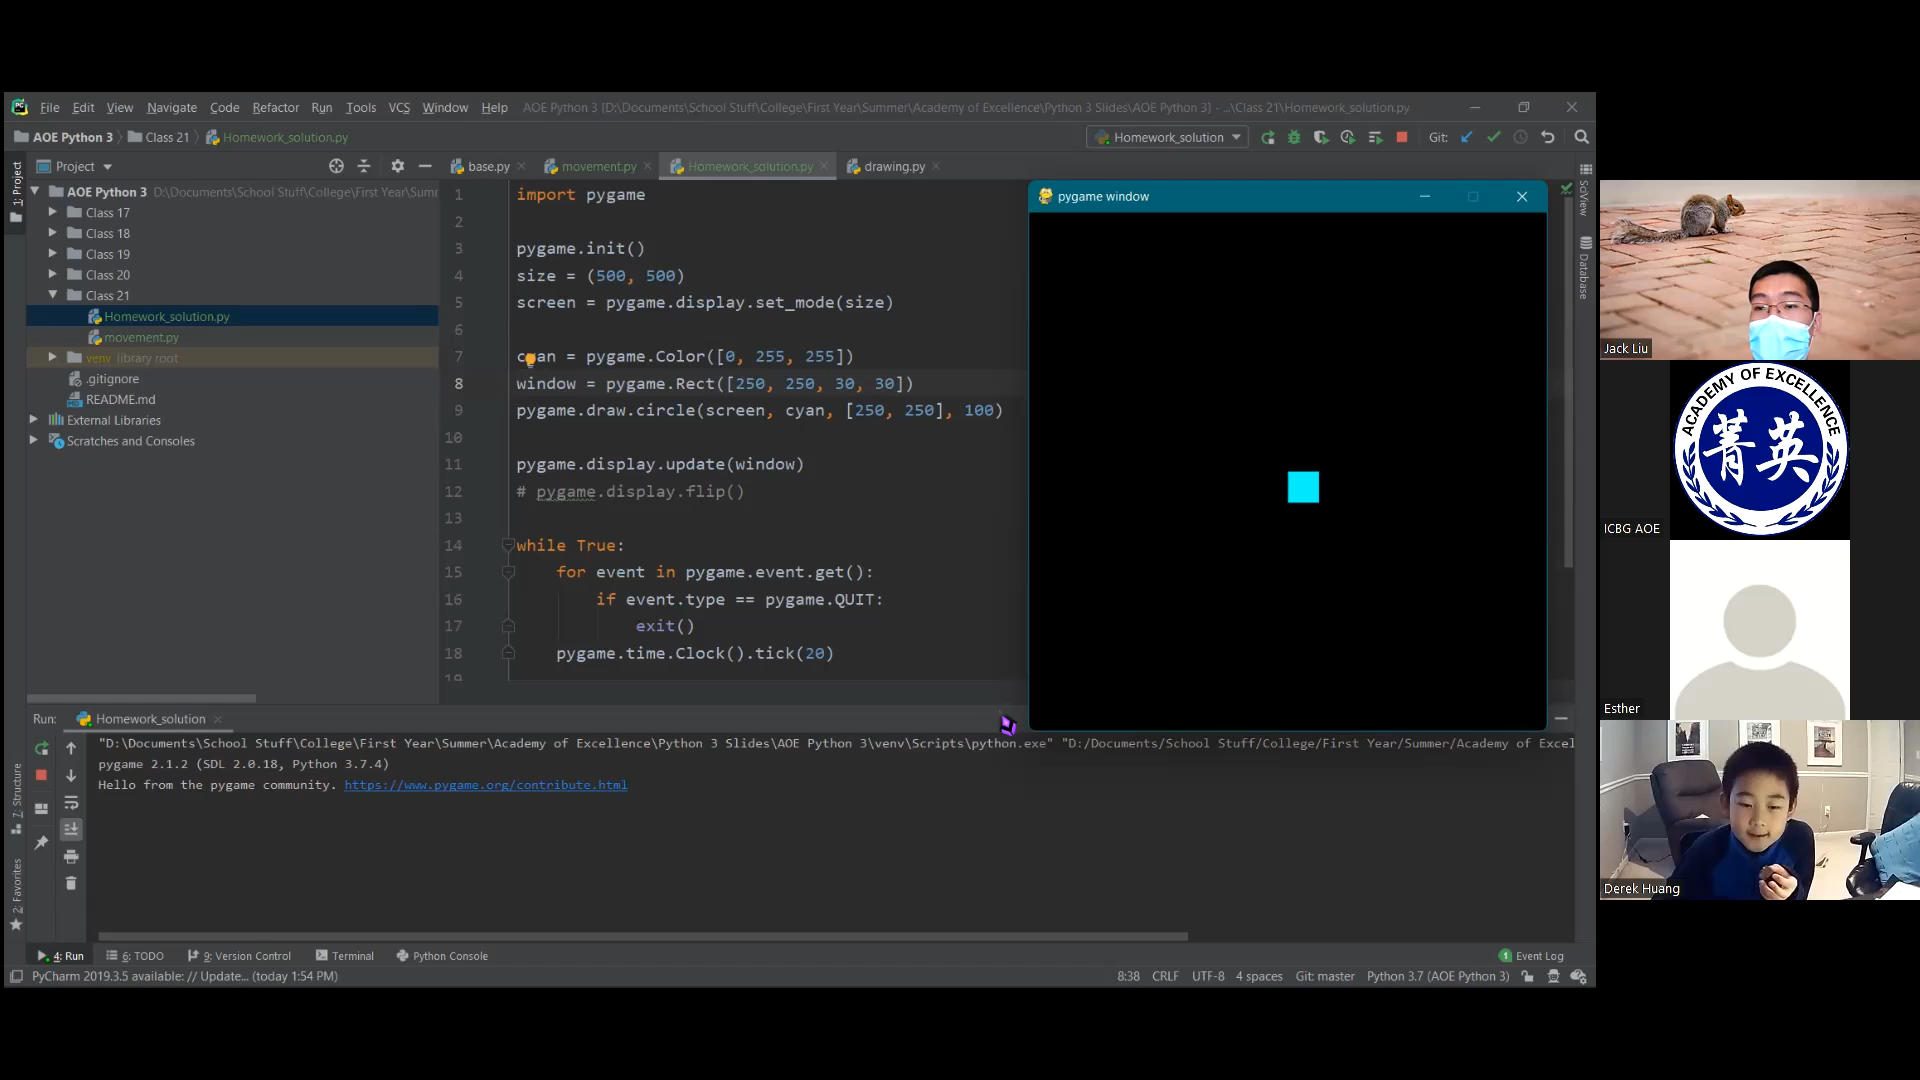 File Edit View Navigate Code Refactor Run Tools VCS Window Help AOE Python 3 [D:\Documents\School Stuff\College\First Year\Summer\Academy of Excellence\Python 3 Slides\AOE Python 3] - ...\Class 21\Homework_solution.py
AOE Python 3 Class 21 Homework_solution.py
Homework_solution Git:
Project
base.py movement.py Homework_solution.py drawing.py
1: Project
AOE Python 3 D:\Documents\School Stuff\College\First Year\Sum
Class 17
Class 18
Class 19
Class 20
Class 21
Homework_solution.py
movement.py
venv library root
.gitignore
README.md
External Libraries
Scratches and Consoles
1 import pygame
2
3 pygame.init()
4 size = (500, 500)
5 screen = pygame.display.set_mode(size)
6
7 cyan = pygame.Color([0, 255, 255])
8 window = pygame.Rect([250, 250, 30, 30])
9 pygame.draw.circle(screen, cyan, [250, 250], 100)
10
11 pygame.display.update(window)
12 # pygame.display.flip()
13
14 while True:
15 for event in pygame.event.get():
16 if event.type == pygame.QUIT:
17 exit()
18 pygame.time.Clock().tick(20)
19
pygame window
SciView
Database
Run: Homework_solution
"D:\Documents\School Stuff\College\First Year\Summer\Academy of Excellence\Python 3 Slides\AOE Python 3\venv\Scripts\python.exe" "D:/Documents/School Stuff/College/First Year/Summer/Academy of Excel
pygame 2.1.2 (SDL 2.0.18, Python 3.7.4)
Hello from the pygame community. https://www.pygame.org/contribute.html
7: Structure
2: Favorites
4: Run 6: TODO 9: Version Control Terminal Python Console 1 Event Log
PyCharm 2019.3.5 available: // Update... (today 1:54 PM) 8:38 CRLF UTF-8 4 spaces Git: master Python 3.7 (AOE Python 3)
Jack Liu
ACADEMY OF EXCELLENCE
菁英
ICBG AOE
Esther
Derek Huang